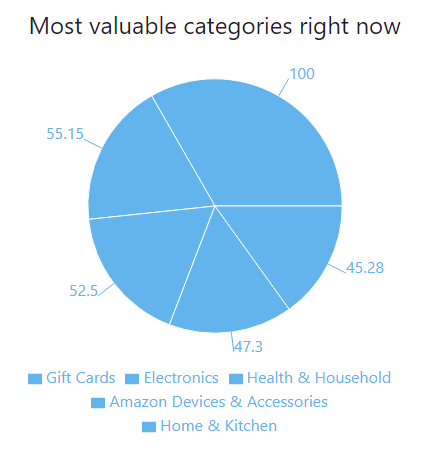 Most valuable categories right now
100
55.15
45.28
52.5
47.3
Gift Cards Electronics Health & Household
Amazon Devices & Accessories
Home & Kitchen